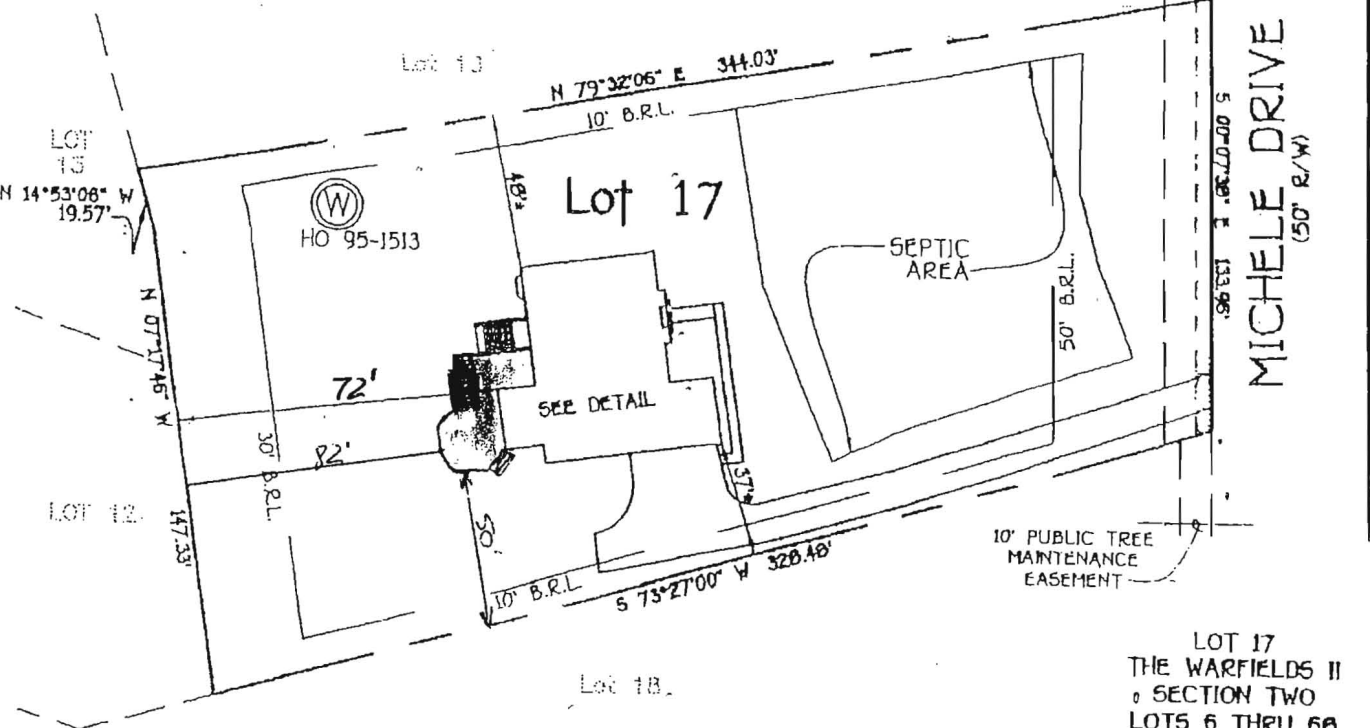 Lot 13
N 79°32'06" E 344.03'
10' B.R.L.
LOT
13
N 14°53'06" W
19.57'
W
HO 95-1513
48'±
Lot 17
SEPTIC
AREA
50' B.R.L.
S 00°07'38" E 133.96'
MICHELE DRIVE
(50' R/W)
N 07°17'46" W
147.33'
72'
82'
30' B.R.L.
SEE DETAIL
37'±
50'
LOT 12
10' B.R.L.
S 73°27'00" W 328.48'
10' PUBLIC TREE
MAINTENANCE
EASEMENT
Lot 18
LOT 17
THE WARFIELDS II
SECTION TWO
LOTS 6 THRU 68